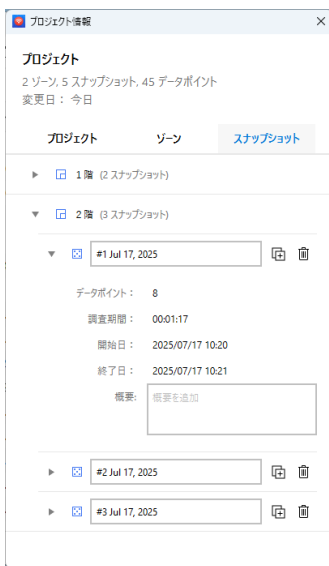 プロジェクト情報
プロジェクト
2 ゾーン, 5 スナップショット, 45 データポイント
変更日： 今日
プロジェクト ゾーン スナップショット
1 階 (2 スナップショット)
2 階 (3 スナップショット)
#1 Jul 17, 2025
データポイント： 8
調査期間： 00:01:17
開始日： 2025/07/17 10:20
終了日： 2025/07/17 10:21
概要: 概要を追加
#2 Jul 17, 2025
#3 Jul 17, 2025